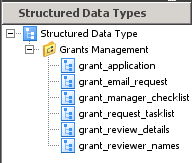 Structured Data Types
Structured Data Type
Grants Management
grant_application
grant_email_request
grant_manager_checklist
grant_request_tasklist
grant_review_details
grant_reviewer_names